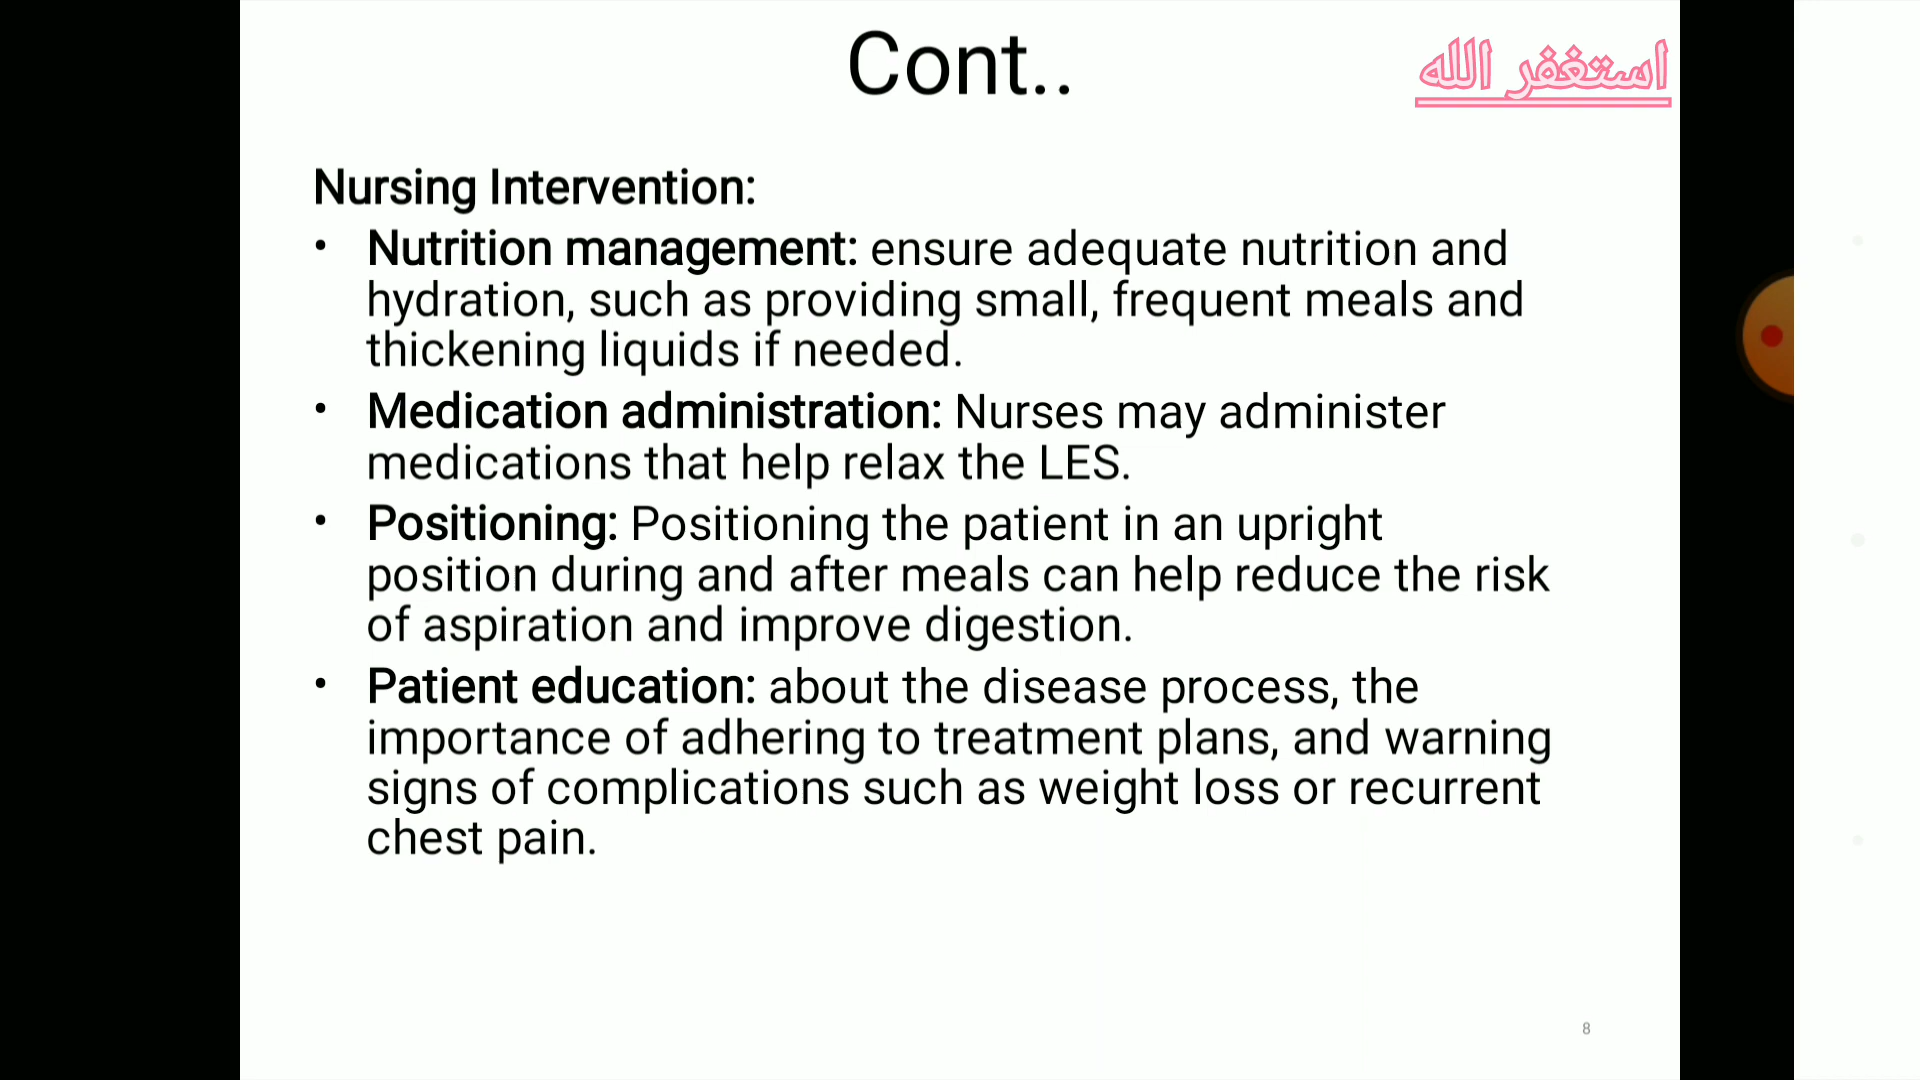 Cont..
استغفر الله
Nursing Intervention:
• Nutrition management: ensure adequate nutrition and
hydration, such as providing small, frequent meals and
thickening liquids if needed.
• Medication administration: Nurses may administer
medications that help relax the LES.
• Positioning: Positioning the patient in an upright
position during and after meals can help reduce the risk
of aspiration and improve digestion.
• Patient education: about the disease process, the
importance of adhering to treatment plans, and warning
signs of complications such as weight loss or recurrent
chest pain.
8